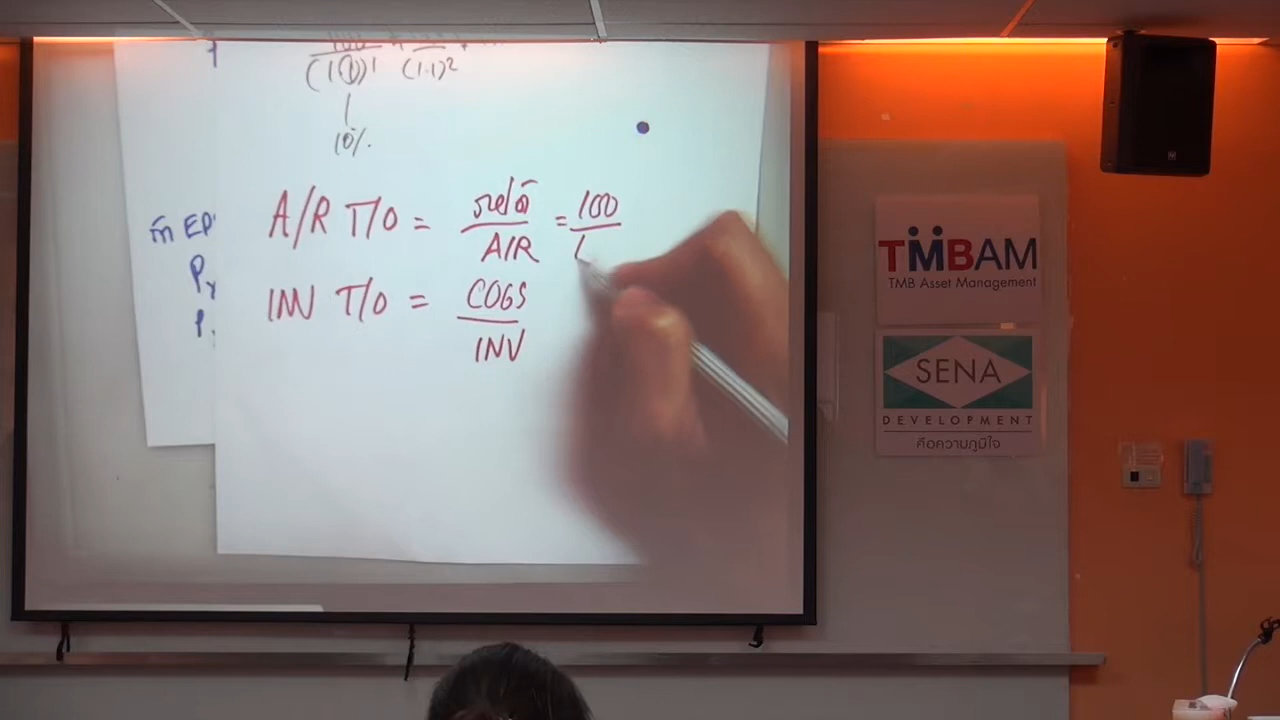 (1.1)¹ (1.1)²
10%
A/R T/O = รายได้ / A/R = 100
INV T/O = COGS / INV
TMBAM
TMB Asset Management
SENA
DEVELOPMENT
คือความภูมิใจ